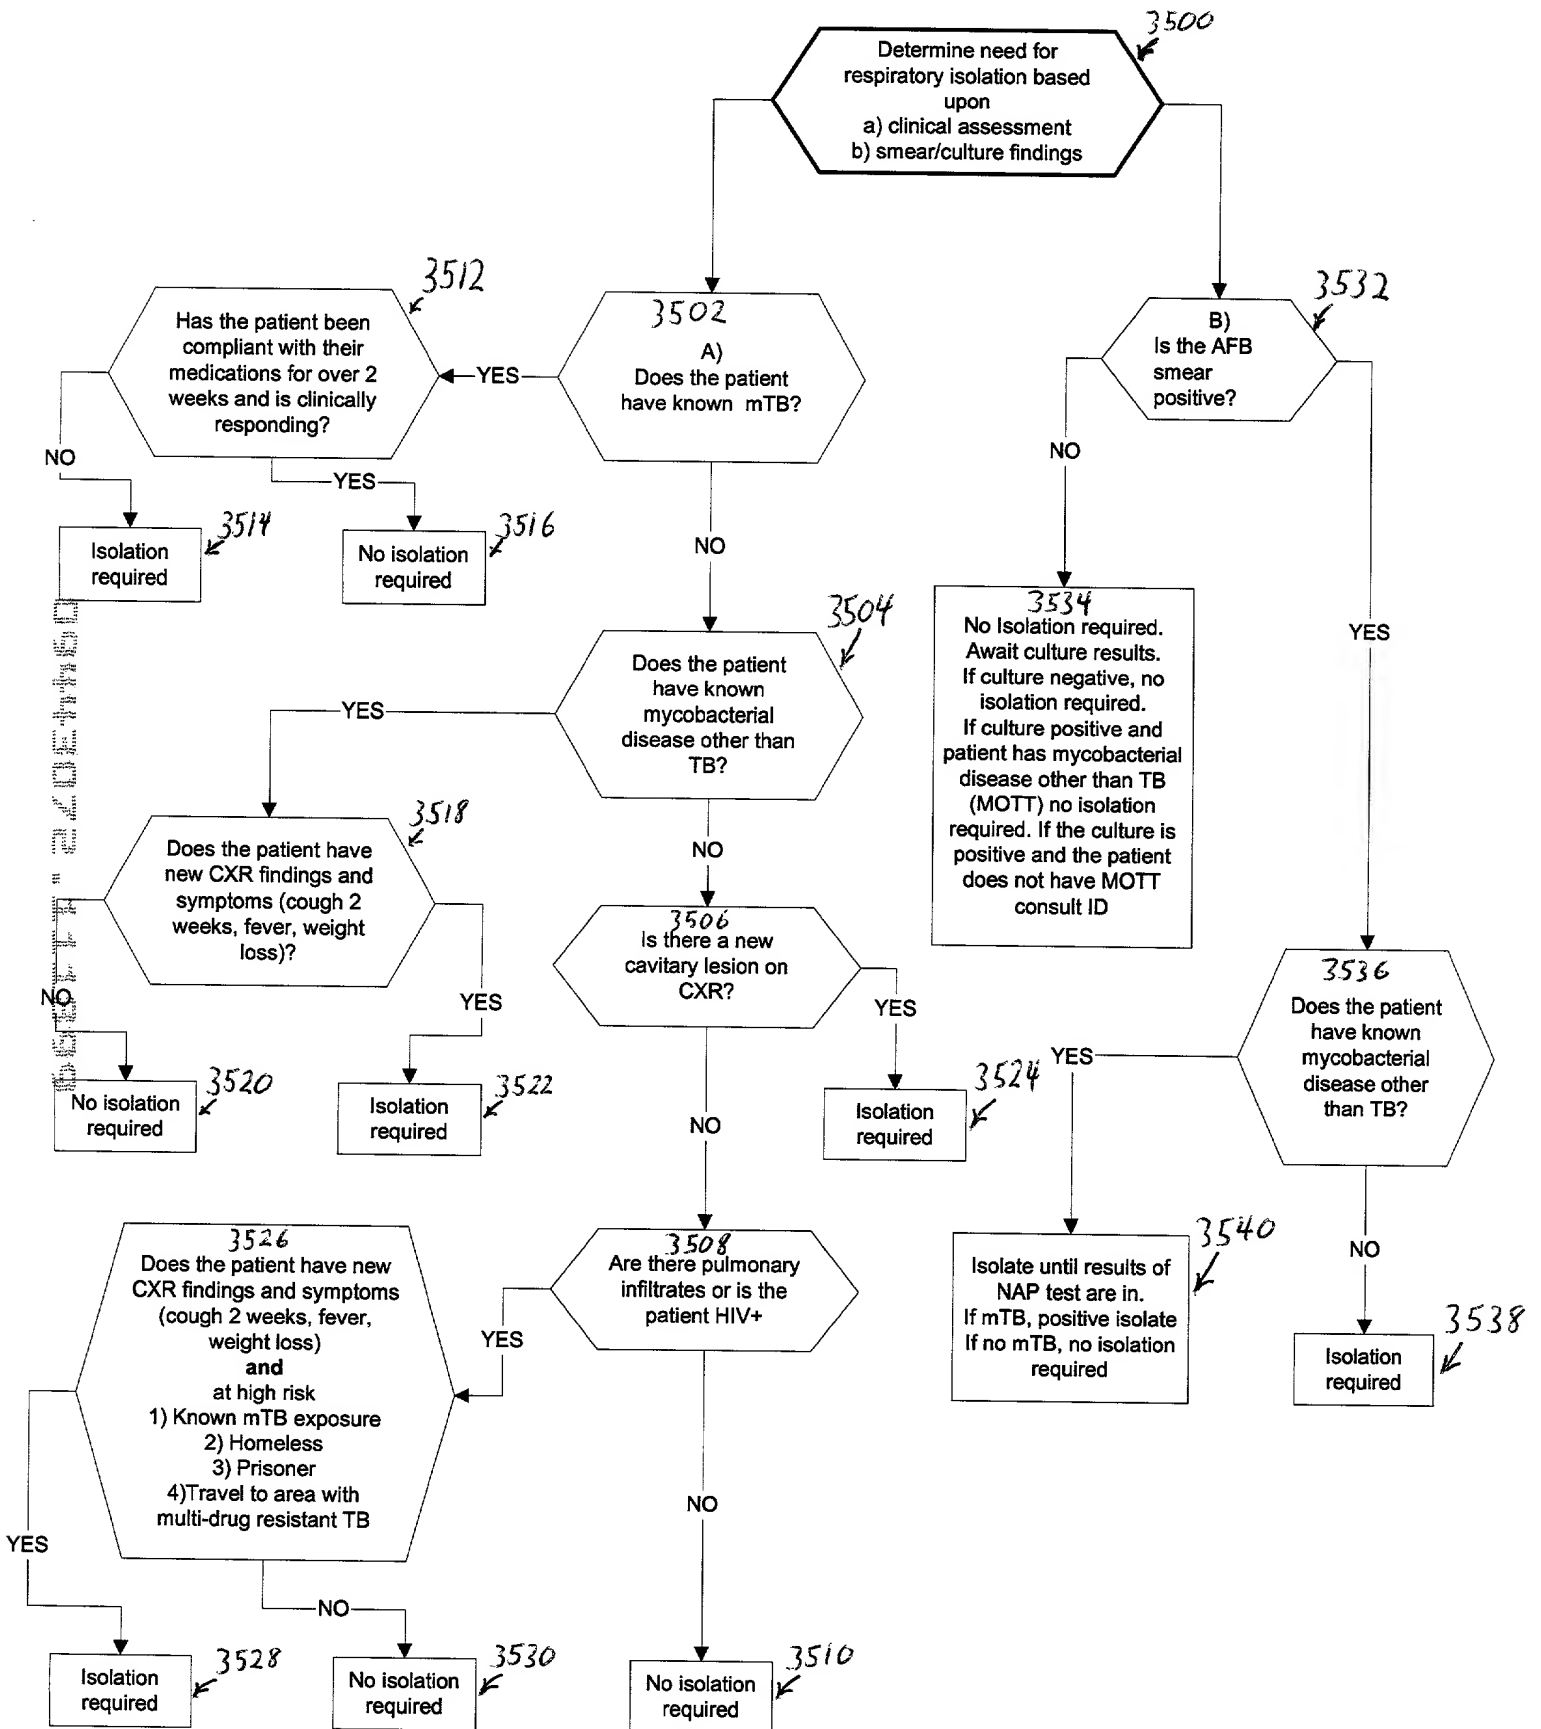 3500
Determine need for
respiratory isolation based
upon
a) clinical assessment
b) smear/culture findings
3512
Has the patient been
compliant with their
medications for over 2
weeks and is clinically
responding?
YES
3502
A)
Does the patient
have known mTB?
3532
B)
Is the AFB
smear
positive?
NO
YES
NO
3514
Isolation
required
3516
No isolation
required
NO
3534
No Isolation required.
Await culture results.
If culture negative, no
isolation required.
If culture positive and
patient has mycobacterial
disease other than TB
(MOTT) no isolation
required. If the culture is
positive and the patient
does not have MOTT
consult ID
YES
3504
Does the patient
have known
mycobacterial
disease other than
TB?
YES
3518
Does the patient have
new CXR findings and
symptoms (cough 2
weeks, fever, weight
loss)?
NO
3506
Is there a new
cavitary lesion on
CXR?
NO
YES
YES
3520
No isolation
required
3522
Isolation
required
3524
Isolation
required
NO
3536
Does the patient
have known
mycobacterial
disease other
than TB?
YES
NO
3540
Isolate until results of
NAP test are in.
If mTB, positive isolate
If no mTB, no isolation
required
3538
Isolation
required
3526
Does the patient have new
CXR findings and symptoms
(cough 2 weeks, fever,
weight loss)
and
at high risk
1) Known mTB exposure
2) Homeless
3) Prisoner
4)Travel to area with
multi-drug resistant TB
YES
3508
Are there pulmonary
infiltrates or is the
patient HIV+
NO
YES
NO
3528
Isolation
required
3530
No isolation
required
3510
No isolation
required